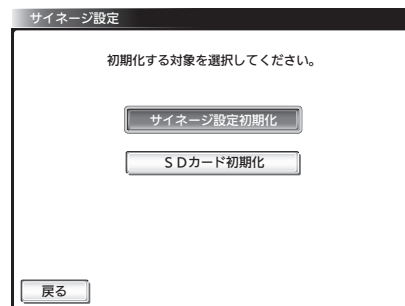 サイネージ設定
初期化する対象を選択してください。
サイネージ設定初期化
ＳＤカード初期化
戻る